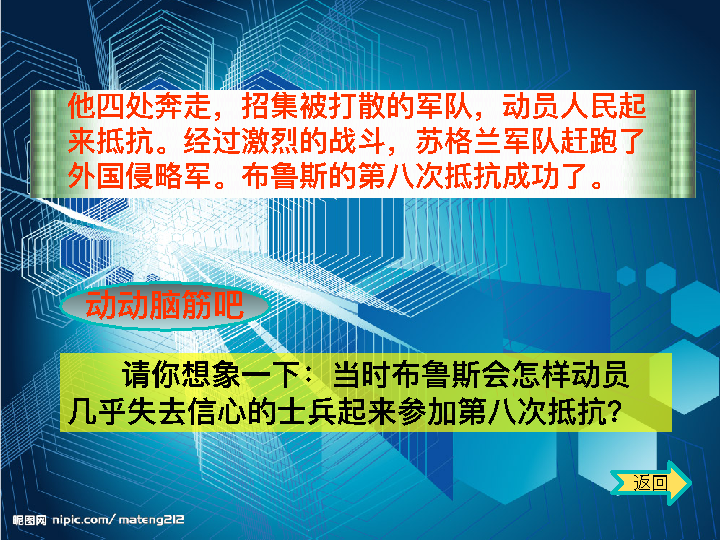 他四处奔走，招集被打散的军队，动员人民起
来抵抗。经过激烈的战斗，苏格兰军队赶跑了
外国侵略军。布鲁斯的第八次抵抗成功了。
动动脑筋吧
请你想象一下：当时布鲁斯会怎样动员
几乎失去信心的士兵起来参加第八次抵抗？
返回
昵图网 nipic.com/mateng212